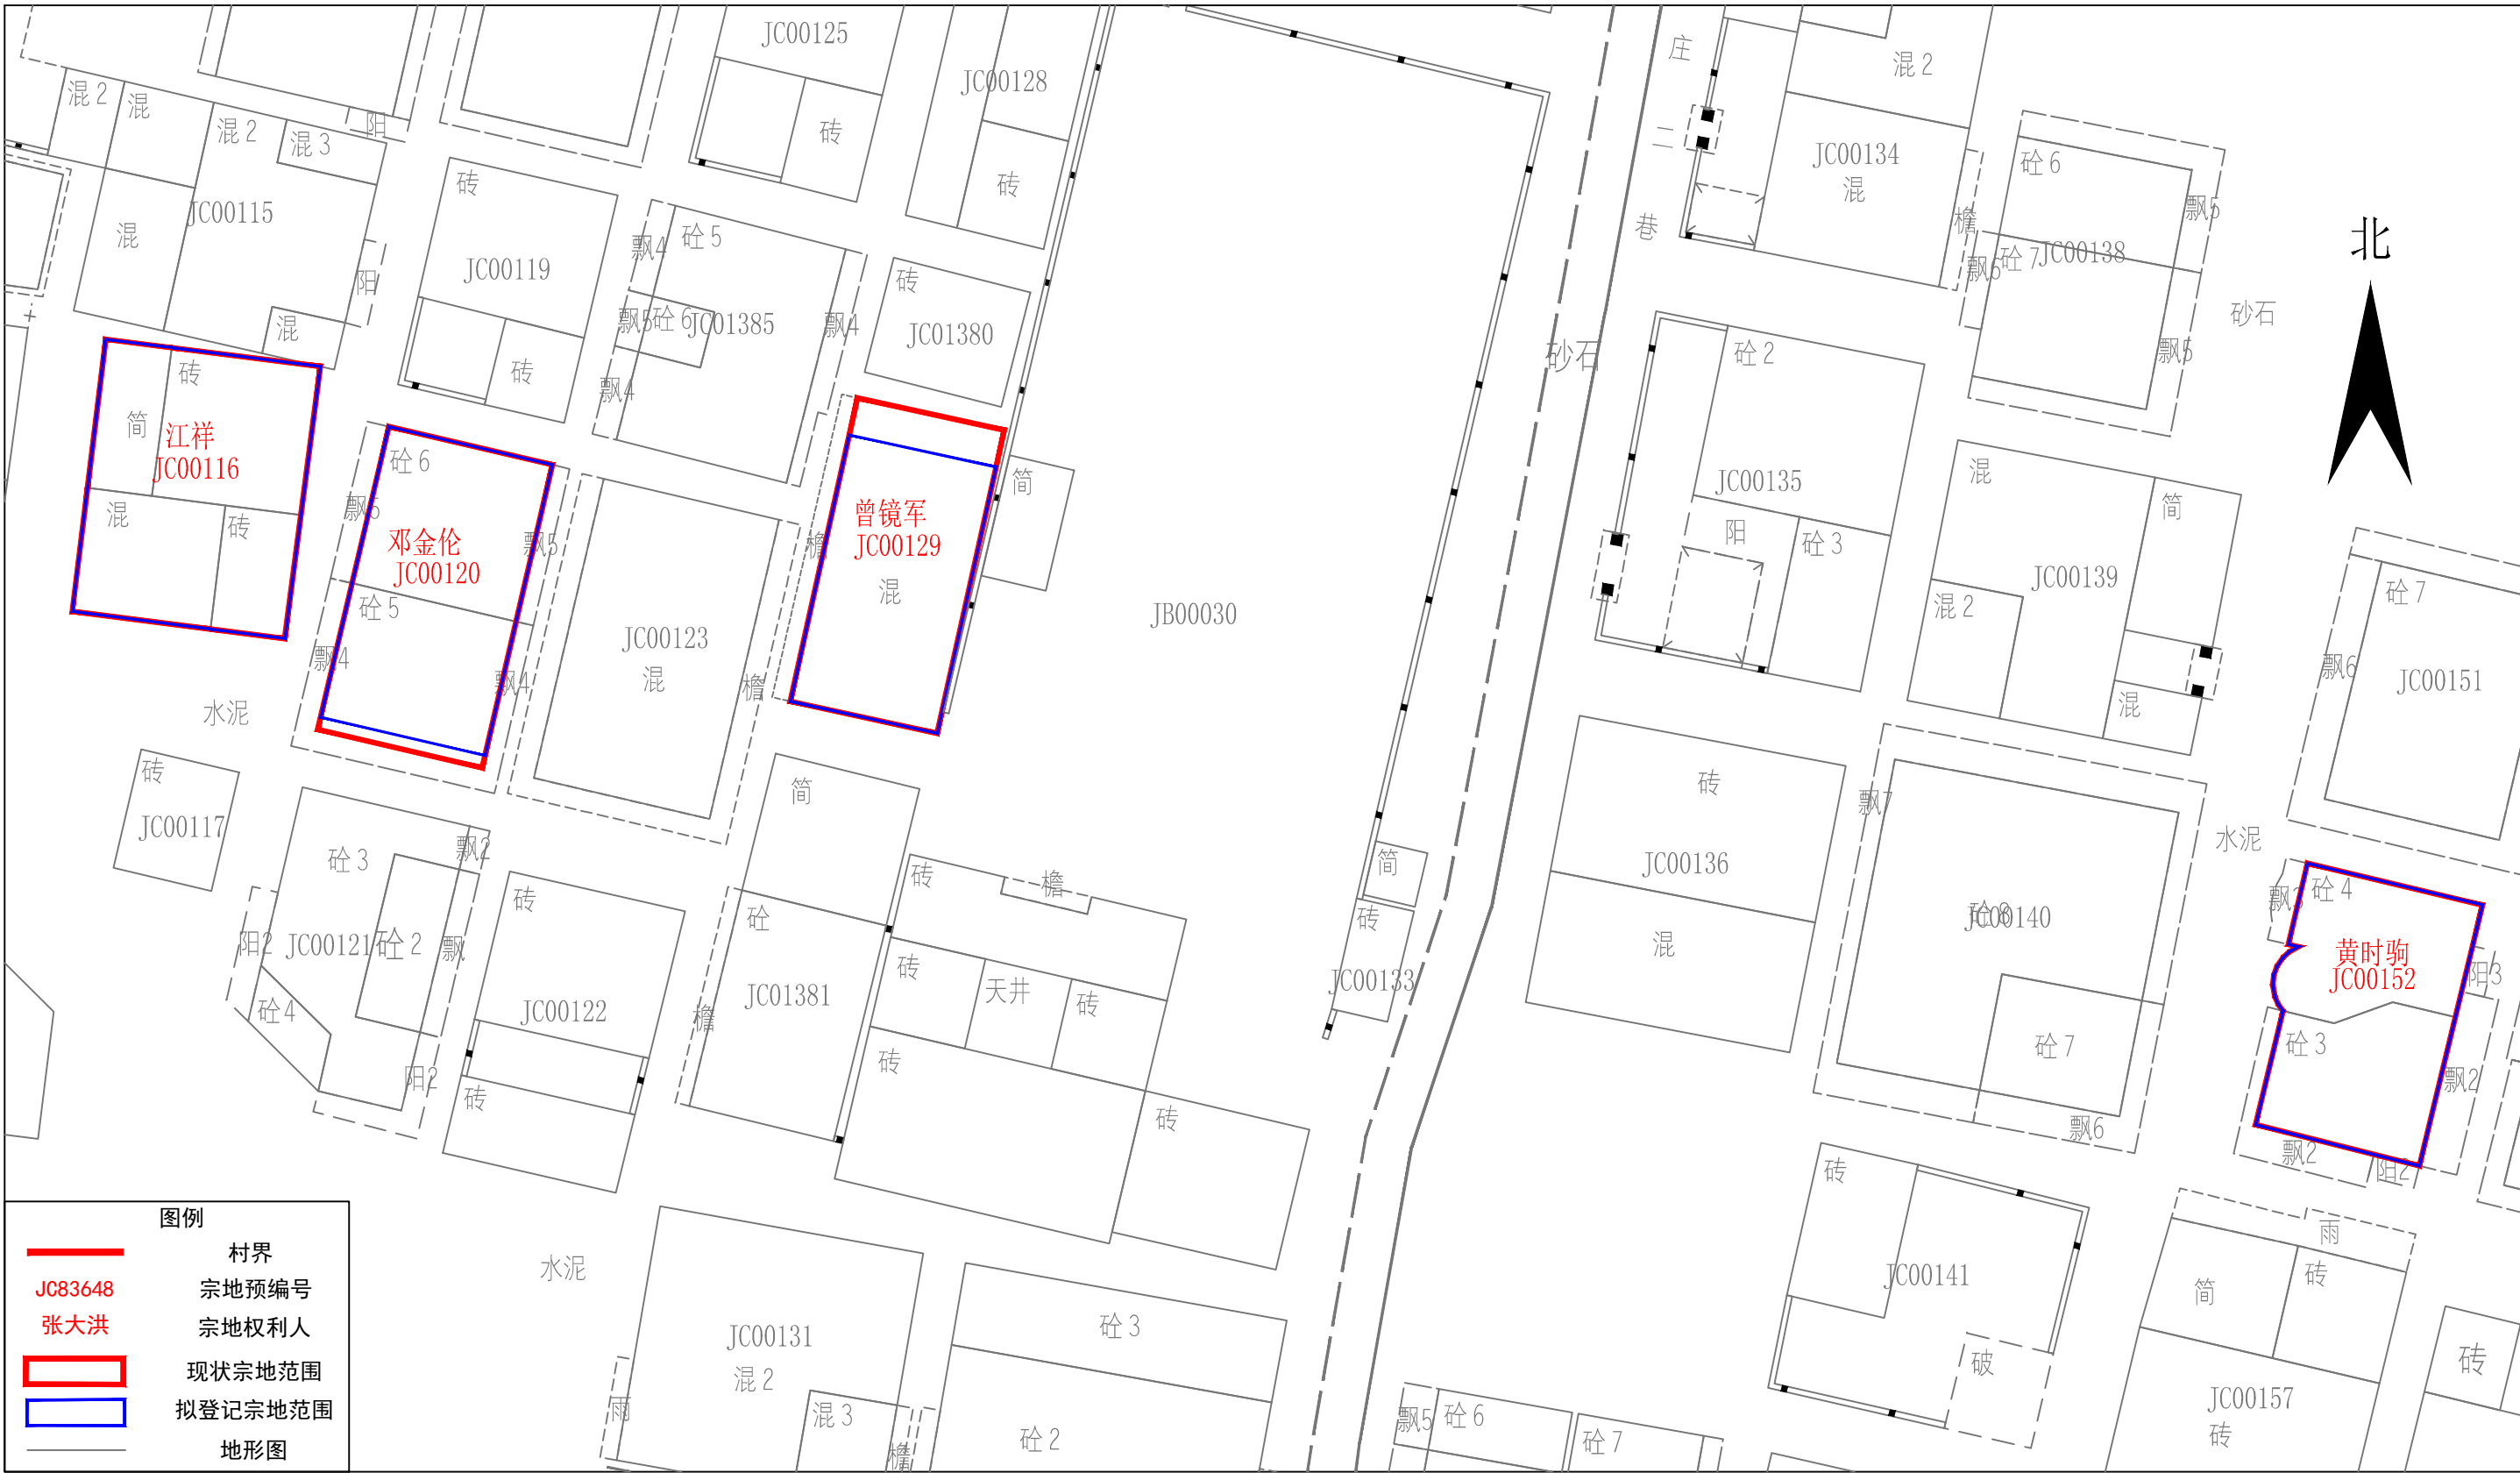 JC00125
JC00128
砖
砖
庄
二
巷
混 2
JC00134
混
檐
砼 6
砼 7
JC00138
飘6
飘5
飘5
砂石
北
混 2
混
混 2
混 3
阳
JC00115
混
阳
混
砖
JC00119
砖
飘4
砼 5
飘5
砼 6
JC01385
飘4
飘4
砖
JC01380
砂石
砼 2
JC00135
阳
砼 3
混
简
JC00139
混 2
混
砼 7
飘6
JC00151
砖
简
江祥
JC00116
混
砖
砼 6
飘5
邓金伦
JC00120
飘5
砼 5
飘4
飘4
JC00123
混
檐
檐
曾镜军
JC00129
混
简
JB00030
水泥
砖
JC00117
砼 3
飘2
JC00121
砼 2
飘
阳2
砼4
阳2
砖
JC00122
砖
简
砼
JC01381
檐
砖
檐
砖
天井
砖
砖
砖
简
砖
JC00133
砖
JC00136
混
飘7
砼8
JC00140
砼 7
飘6
水泥
飘3
砼 4
黄时驹
JC00152
阳3
砼 3
飘2
飘2
阳2
砖
JC00141
破
雨
简
砖
JC00157
砖
砖
水泥
JC00131
混 2
混 3
雨
檐
砼 3
砼 2
飘5
砼 6
砼 7
图例
村界
JC83648 宗地预编号
张大洪 宗地权利人
现状宗地范围
拟登记宗地范围
地形图